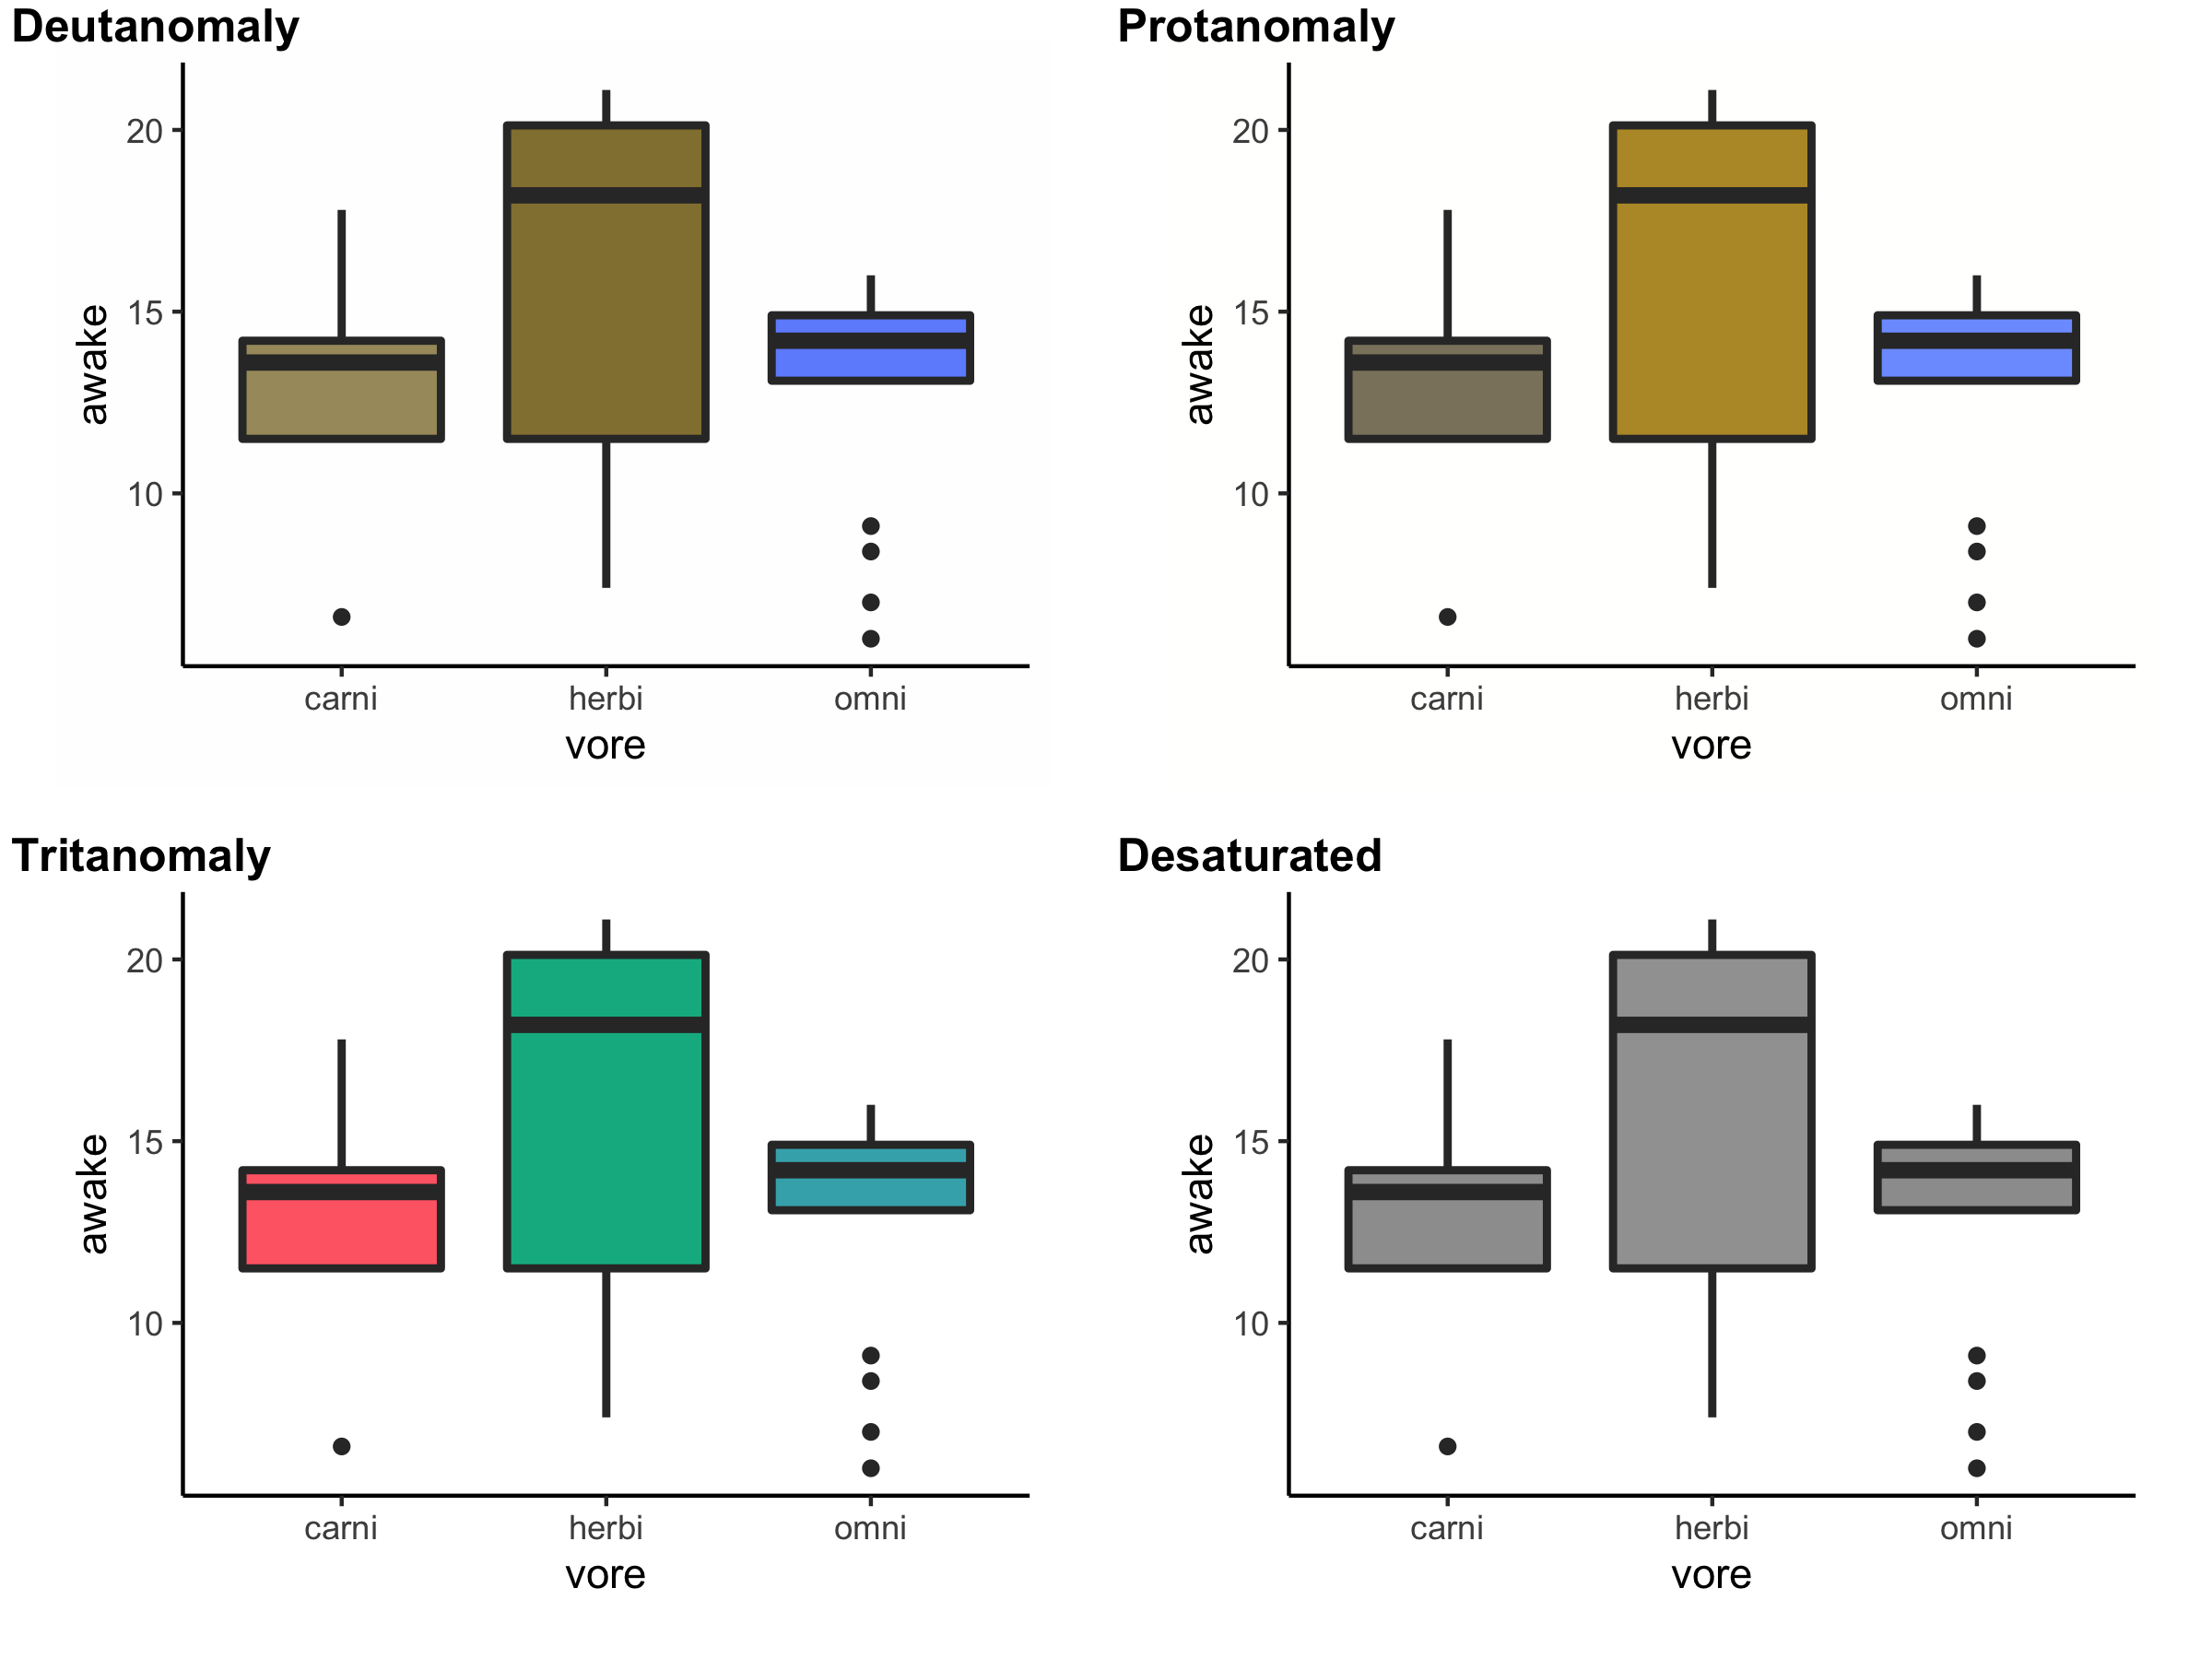 Deutanomaly
awake
20
15
10
carni herbi omni
vore
Protanomaly
awake
20
15
10
carni herbi omni
vore
Tritanomaly
awake
20
15
10
carni herbi omni
vore
Desaturated
awake
20
15
10
carni herbi omni
vore